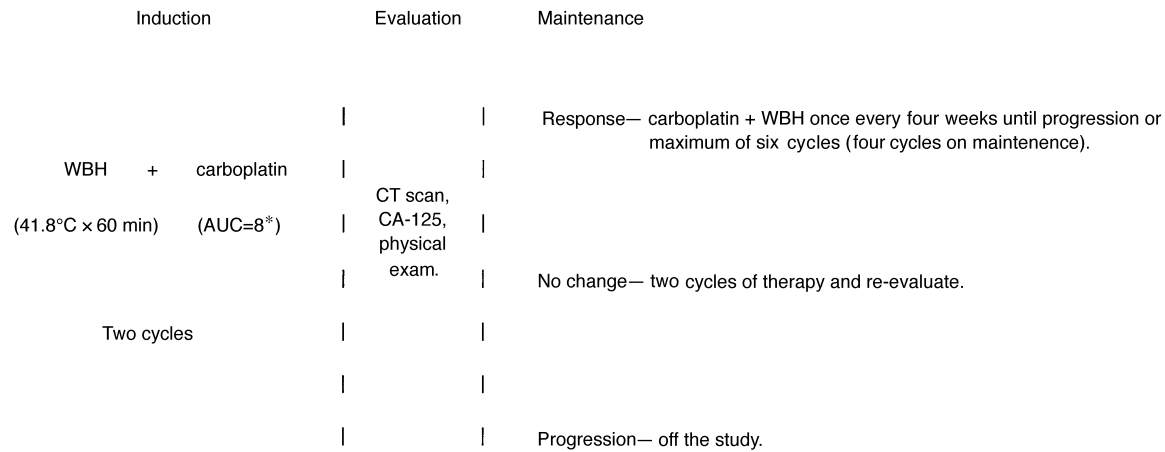 Induction Evaluation Maintenance
Response— carboplatin + WBH once every four weeks until progression or
maximum of six cycles (four cycles on maintenence).
WBH + carboplatin
(41.8°C × 60 min) (AUC=8*)
CT scan,
CA-125,
physical
exam.
No change— two cycles of therapy and re-evaluate.
Two cycles
Progression— off the study.